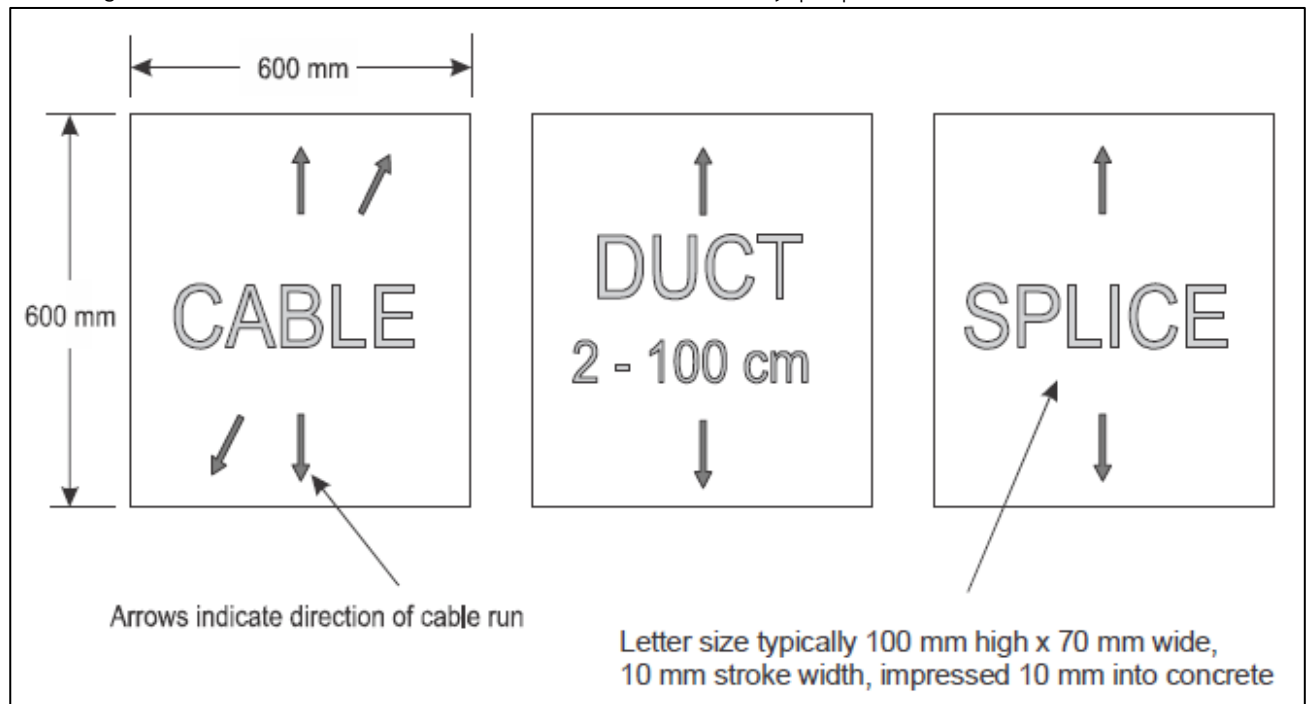 600 mm
600 mm
CABLE
DUCT
2 - 100 cm
SPLICE
Arrows indicate direction of cable run
Letter size typically 100 mm high x 70 mm wide,
10 mm stroke width, impressed 10 mm into concrete